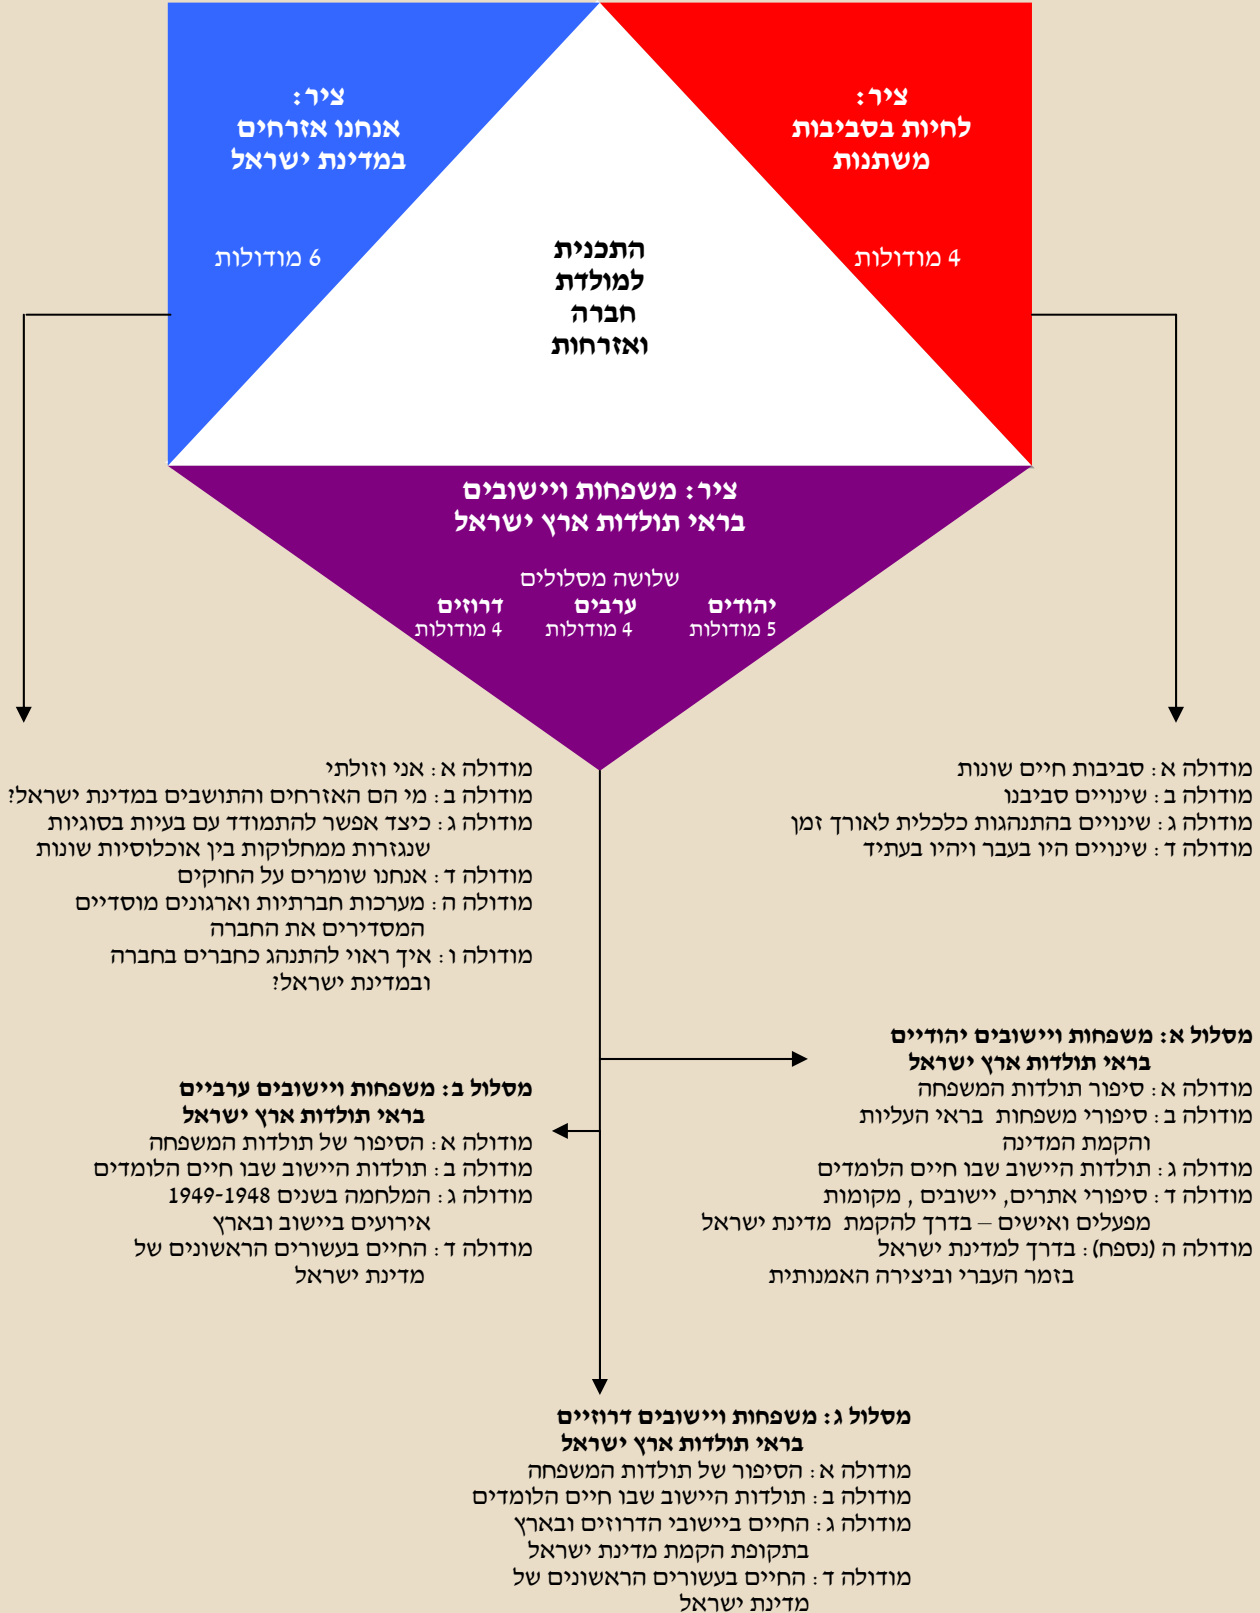 ציר:
לחיות בסביבות
משתנות
4 מודולות
ציר:
אנחנו אזרחים
במדינת ישראל
6 מודולות
התכנית
למולדת
חברה
ואזרחות
ציר: משפחות ויישובים
בראי תולדות ארץ ישראל
שלושה מסלולים
יהודים ערבים דרוזים
5 מודולות 4 מודולות 4 מודולות
מודולה א: סביבות חיים שונות
מודולה ב: שינויים סביבנו
מודולה ג: שינויים בהתנהגות כלכלית לאורך זמן
מודולה ד: שינויים היו בעבר ויהיו בעתיד
מודולה א: אני וזולתי
מודולה ב: מי הם האזרחים והתושבים במדינת ישראל?
מודולה ג: כיצד אפשר להתמודד עם בעיות בסוגיות
שנגזרות ממחלוקות בין אוכלוסיות שונות
מודולה ד: אנחנו שומרים על החוקים
מודולה ה: מערכות חברתיות וארגונים מוסדיים
המסדירים את החברה
מודולה ו: איך ראוי להתנהג כחברים בחברה
ובמדינת ישראל?
מסלול א: משפחות ויישובים יהודיים
בראי תולדות ארץ ישראל
מודולה א: סיפור תולדות המשפחה
מודולה ב: סיפורי משפחות בראי העליות
והקמת המדינה
מודולה ג: תולדות היישוב שבו חיים הלומדים
מודולה ד: סיפורי אתרים, יישובים, מקומות
מפעלים ואישים – בדרך להקמת מדינת ישראל
מודולה ה (נספח): בדרך למדינת ישראל
בזמר העברי וביצירה האמנותית
מסלול ב: משפחות ויישובים ערביים
בראי תולדות ארץ ישראל
מודולה א: הסיפור של תולדות המשפחה
מודולה ב: תולדות היישוב שבו חיים הלומדים
מודולה ג: המלחמה בשנים 1949-1948
אירועים ביישוב ובארץ
מודולה ד: החיים בעשורים הראשונים של
מדינת ישראל
מסלול ג: משפחות ויישובים דרוזיים
בראי תולדות ארץ ישראל
מודולה א: הסיפור של תולדות המשפחה
מודולה ב: תולדות היישוב שבו חיים הלומדים
מודולה ג: החיים ביישובי הדרוזים ובארץ
בתקופת הקמת מדינת ישראל
מודולה ד: החיים בעשורים הראשונים של
מדינת ישראל